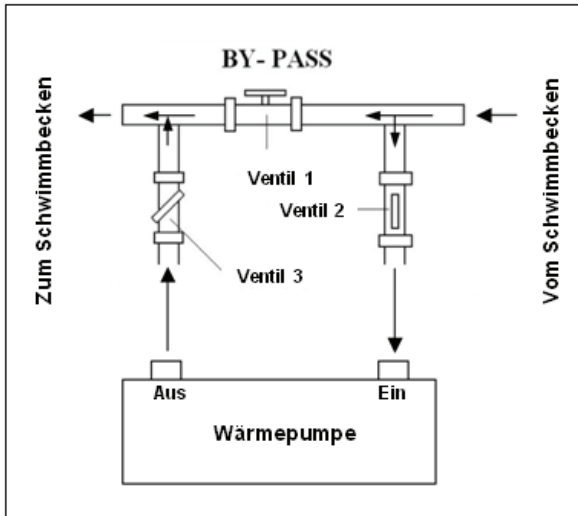 BY- PASS
Zum Schwimmbecken
Vom Schwimmbecken
Ventil 1
Ventil 2
Ventil 3
Aus
Ein
Wärmepumpe